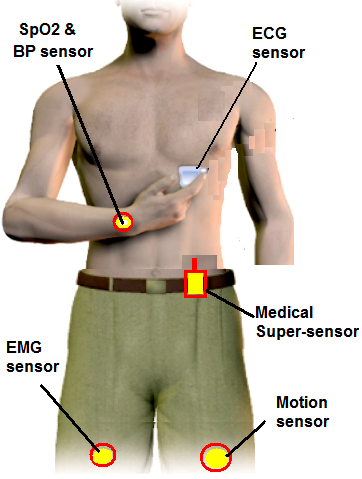 SpO2 &
BP sensor
ECG
sensor
Medical
Super-sensor
EMG
sensor
Motion
sensor